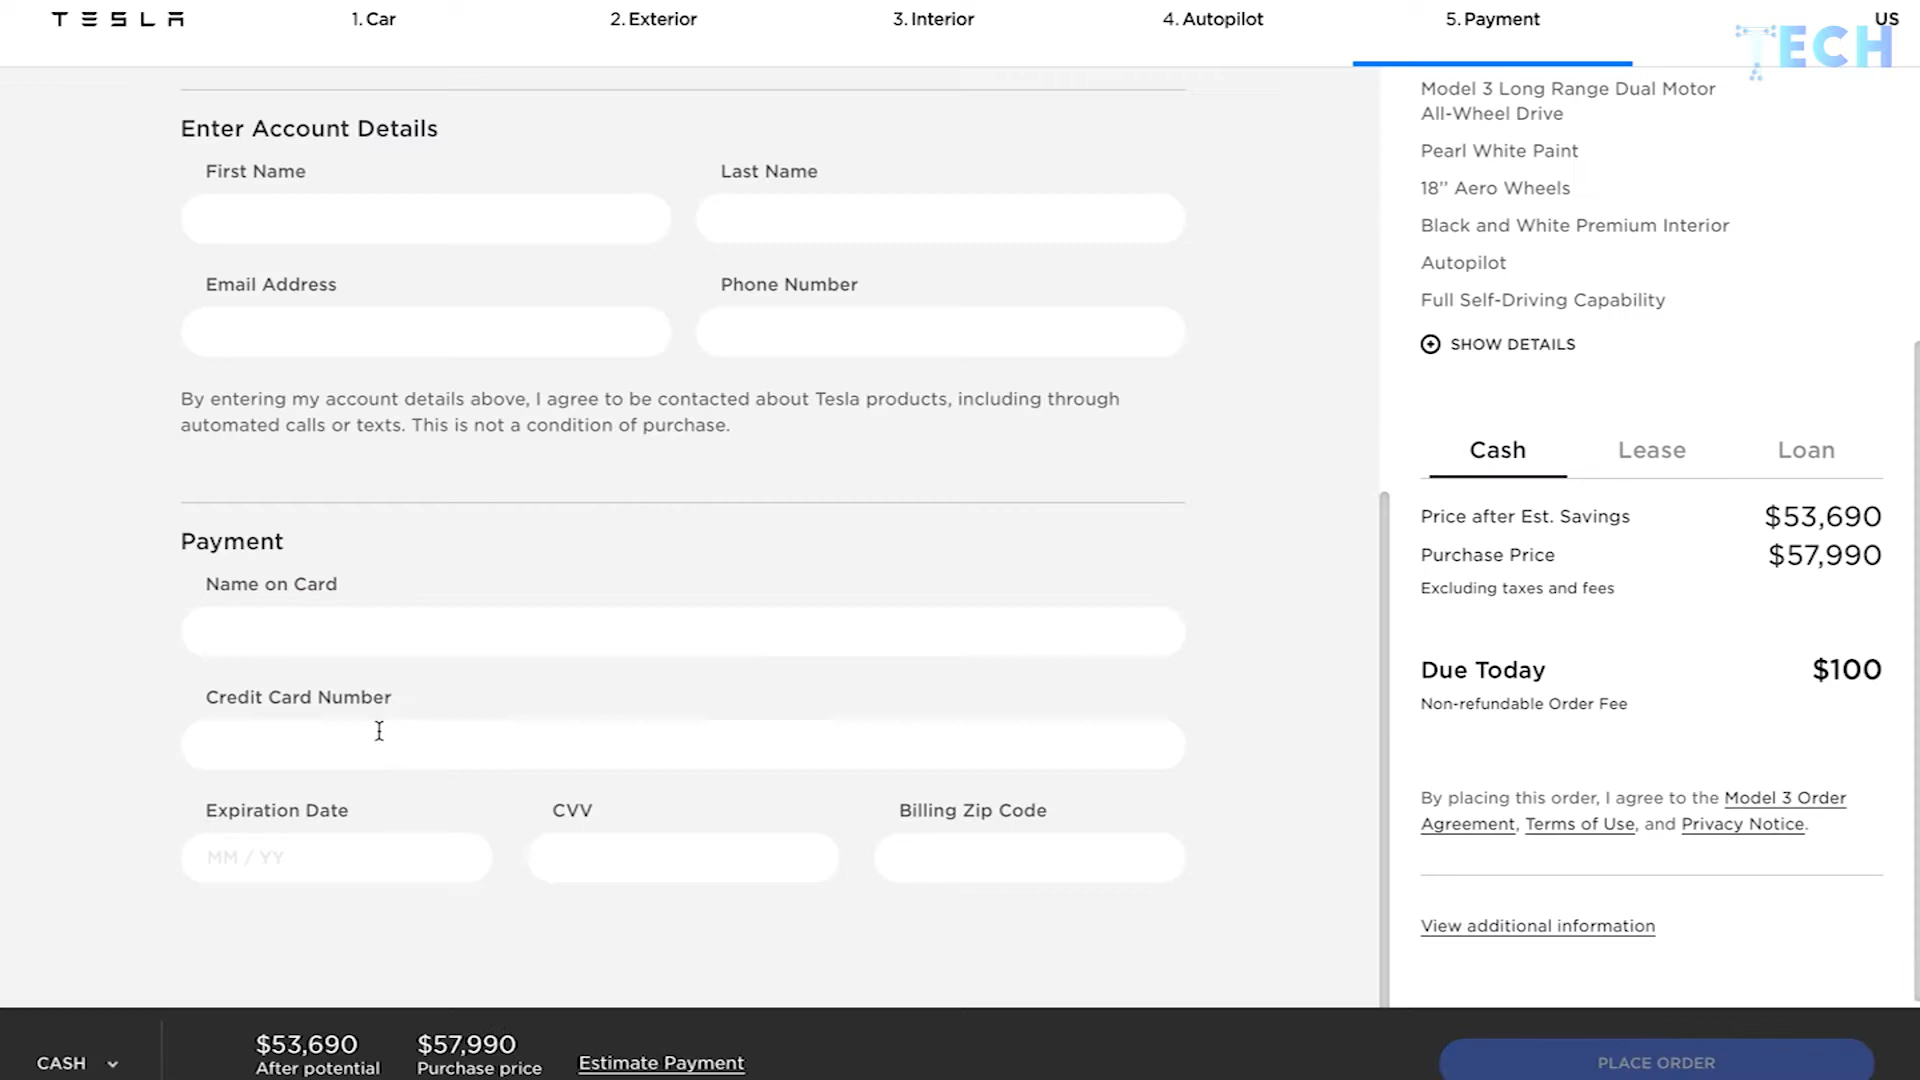 TESLA
1. Car
2. Exterior
3. Interior
4. Autopilot
5. Payment
US
TECH
Enter Account Details
First Name
Last Name
Email Address
Phone Number
By entering my account details above, I agree to be contacted about Tesla products, including through
automated calls or texts. This is not a condition of purchase.
Payment
Name on Card
Credit Card Number
Expiration Date
CVV
Billing Zip Code
MM / YY
Model 3 Long Range Dual Motor
All-Wheel Drive
Pearl White Paint
18’’ Aero Wheels
Black and White Premium Interior
Autopilot
Full Self-Driving Capability
SHOW DETAILS
Cash
Lease
Loan
Price after Est. Savings $53,690
Purchase Price $57,990
Excluding taxes and fees
Due Today $100
Non-refundable Order Fee
By placing this order, I agree to the Model 3 Order
Agreement, Terms of Use, and Privacy Notice.
View additional information
CASH
$53,690
After potential
$57,990
Purchase price
Estimate Payment
PLACE ORDER